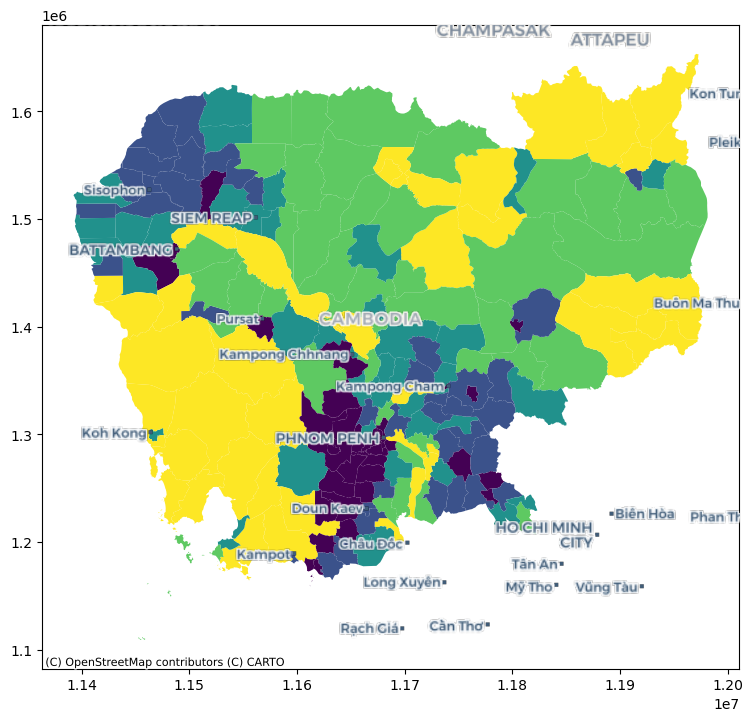 1e6
CHAMPASAK
ATTAPEU
1.6
Kon Tur
Pleik
Sisophon
1.5
SIEM REAP
BATTAMBANG
Buôn Ma Thu
Pursat
CAMBODIA
1.4
Kampong Chhnang
Kampong Cham
Koh Kong
1.3
PHNOM PENH
Doun Kaev
Biên Hòa
Phan Th
HO CHI MINH
CITY
1.2
Châu Đốc
Kampot
Tân An
Long Xuyên
Mỹ Tho
Vũng Tàu
Rạch Giá
Cần Thơ
1.1
(C) OpenStreetMap contributors (C) CARTO
1.14
1.15
1.16
1.17
1.18
1.19
1.20
1e7